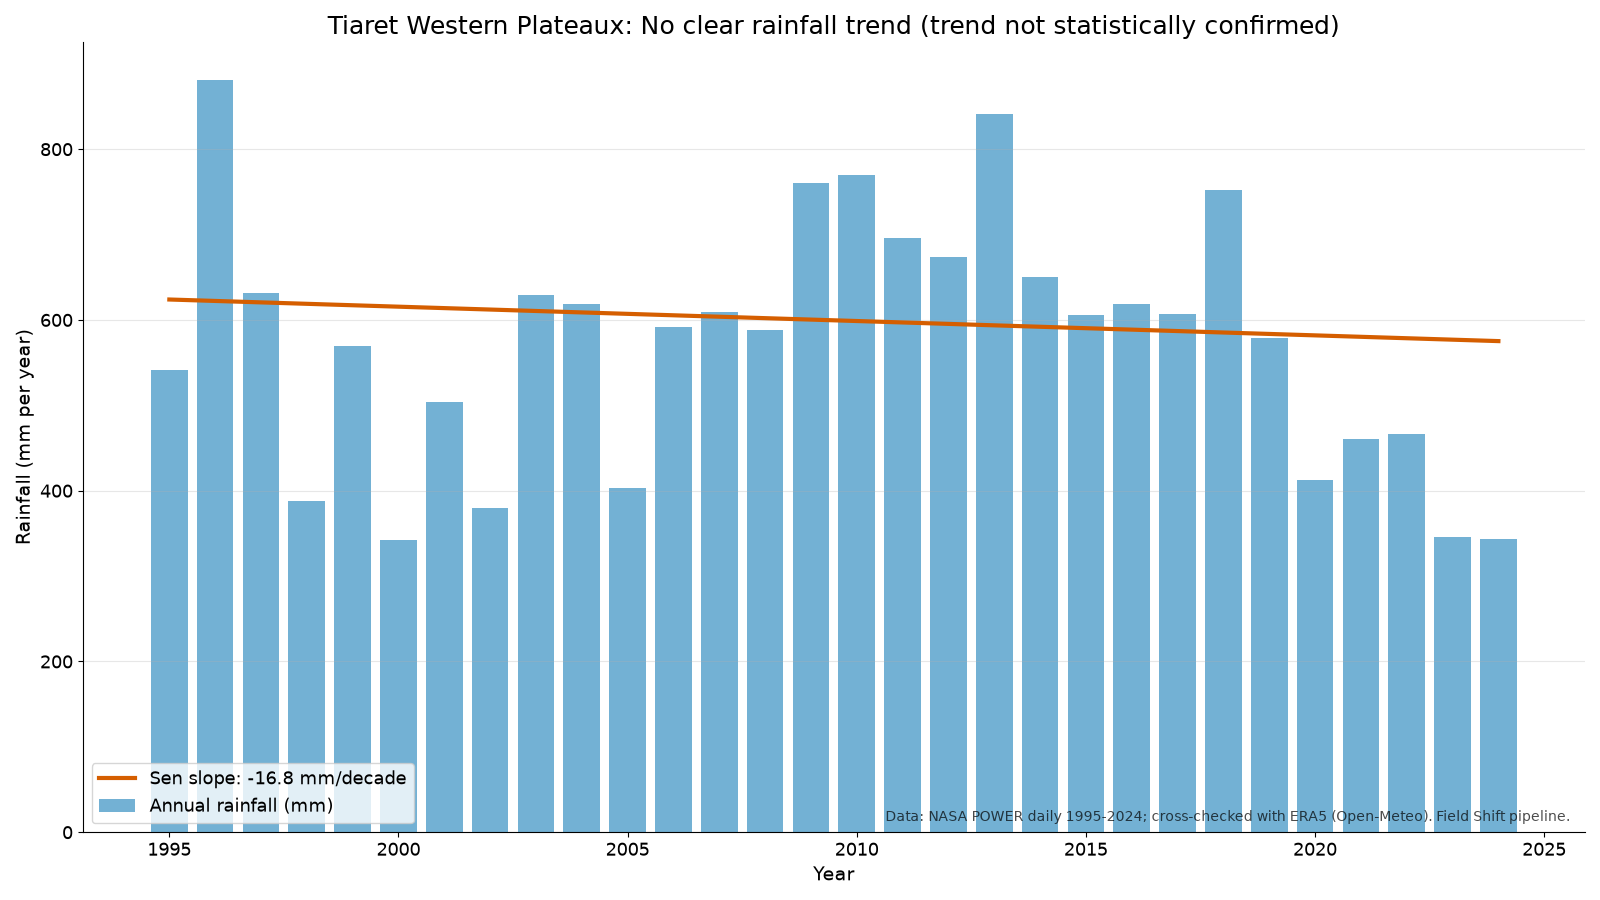 Tiaret Western Plateaux: No clear rainfall trend (trend not statistically confirmed)
Rainfall (mm per year)
800
600
400
200
0
Sen slope: -16.8 mm/decade
Annual rainfall (mm)
Data: NASA POWER daily 1995-2024; cross-checked with ERA5 (Open-Meteo). Field Shift pipeline.
1995 2000 2005 2010 2015 2020 2025
Year